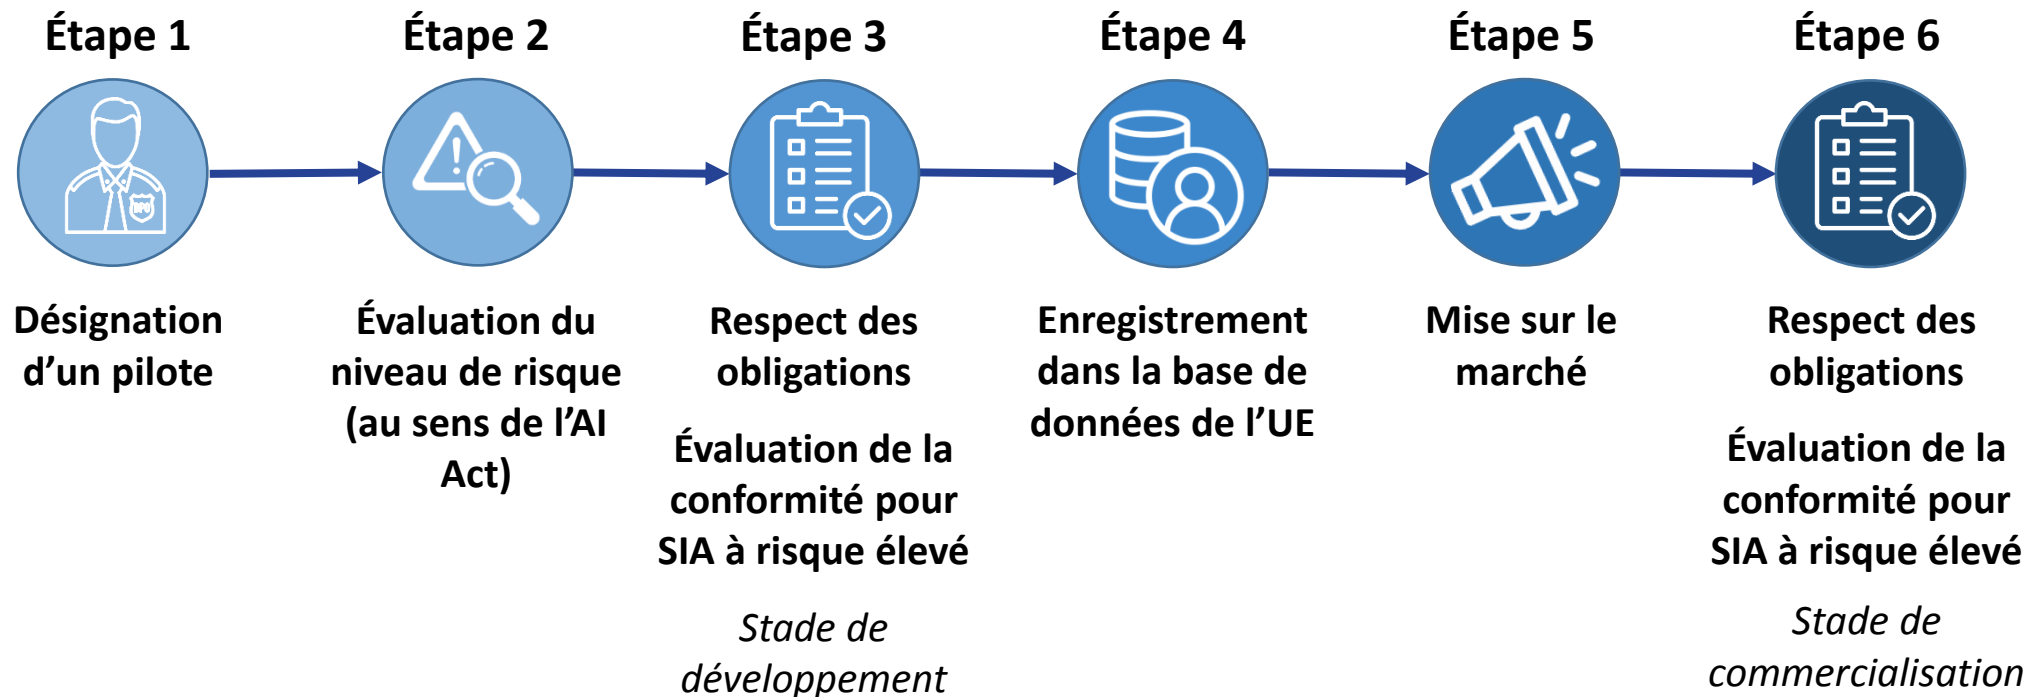 Étape 1
Étape 2
Étape 3
Étape 4
Étape 5
Étape 6
DPO
Désignation
d’un pilote
Évaluation du
niveau de risque
(au sens de l’AI
Act)
Respect des
obligations
Évaluation de la
conformité pour
SIA à risque élevé
Stade de
développement
Enregistrement
dans la base de
données de l’UE
Mise sur le
marché
Respect des
obligations
Évaluation de la
conformité pour
SIA à risque élevé
Stade de
commercialisation